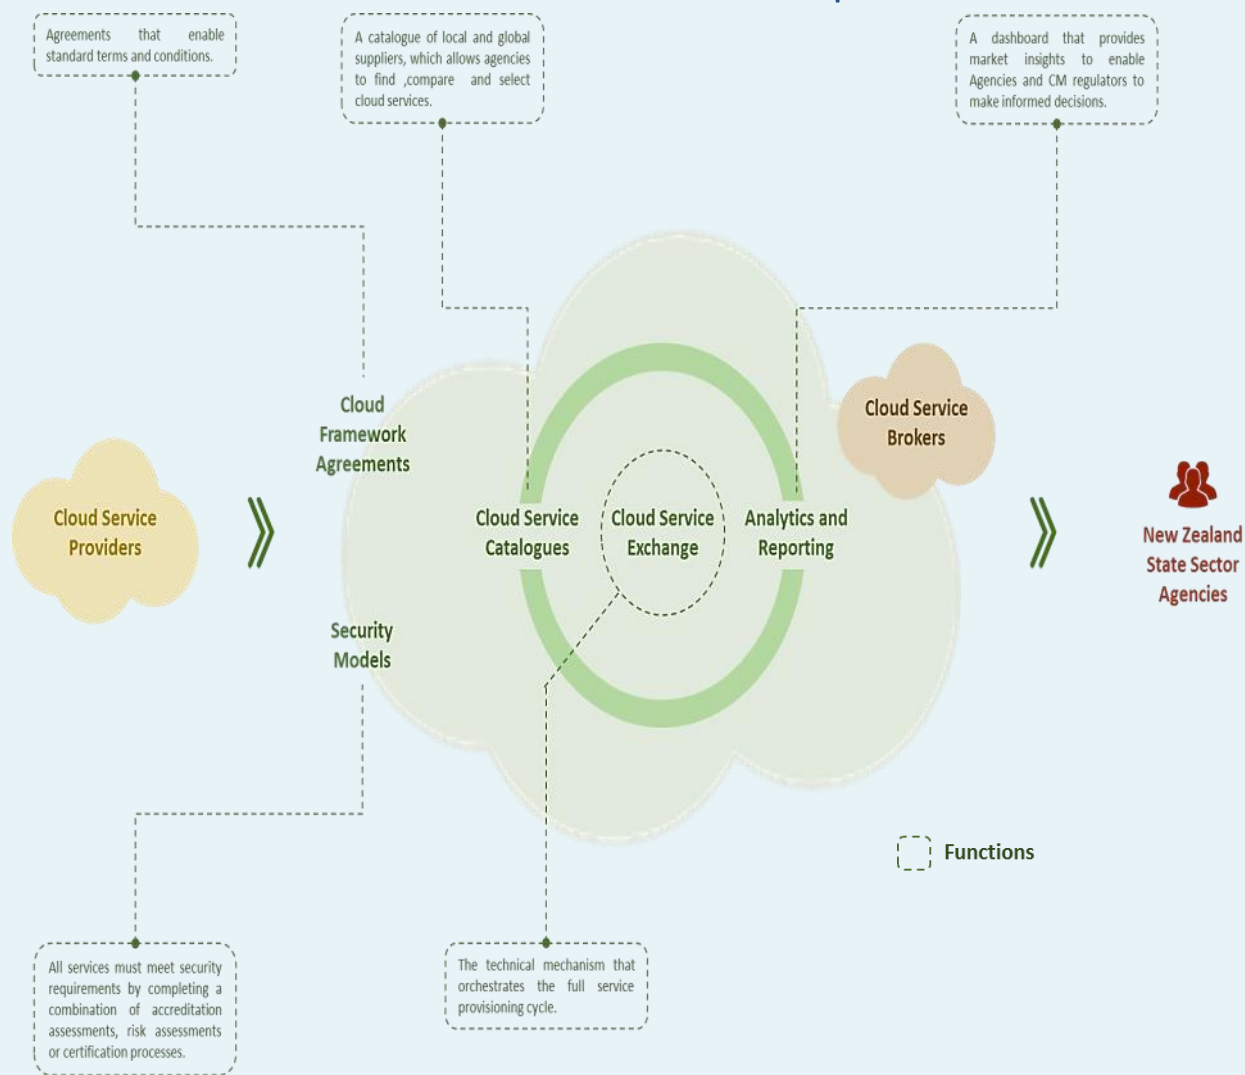 Agreements that enable
standard terms and conditions.
A catalogue of local and global
suppliers, which allows agencies
to find ,compare and select
cloud services.
A dashboard that provides
market insights to enable
Agencies and CM regulators to
make informed decisions.
Cloud
Framework
Agreements
Cloud Service
Brokers
Cloud Service
Providers
Cloud Service
Catalogues
Cloud Service
Exchange
Analytics and
Reporting
New Zealand
State Sector
Agencies
Security
Models
Functions
All services must meet security
requirements by completing a
combination of accreditation
assessments, risk assessments
or certification processes.
The technical mechanism that
orchestrates the full service
provisioning cycle.